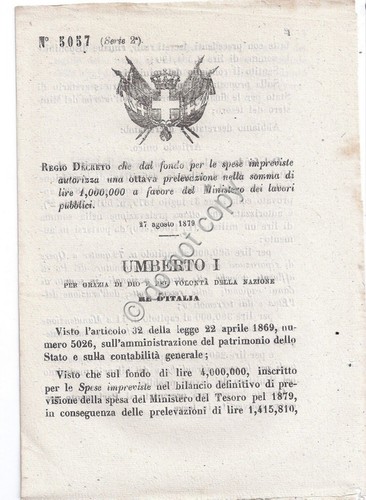 N° 5057 (Serie 2ª).
REGIO DECRETO che dal fondo per le spese impreviste
autorizza una ottava prelevazione nella somma di
lire 1,000,000 a favore del Ministero dei lavori
pubblici.
27 agosto 1879
UMBERTO I
PER GRAZIA DI DIO E PER VOLONTÀ DELLA NAZIONE
RE D'ITALIA
Visto l'articolo 32 della legge 22 aprile 1869, nu-
mero 5026, sull'amministrazione del patrimonio dello
Stato e sulla contabilità generale;
Visto che sul fondo di lire 4,000,000, inscritto
per le Spese impreviste nel bilancio definitivo di pre-
visione della spesa del Ministero del Tesoro pel 1879,
in conseguenza delle prelevazioni di lire 1,415,810,
do not copy